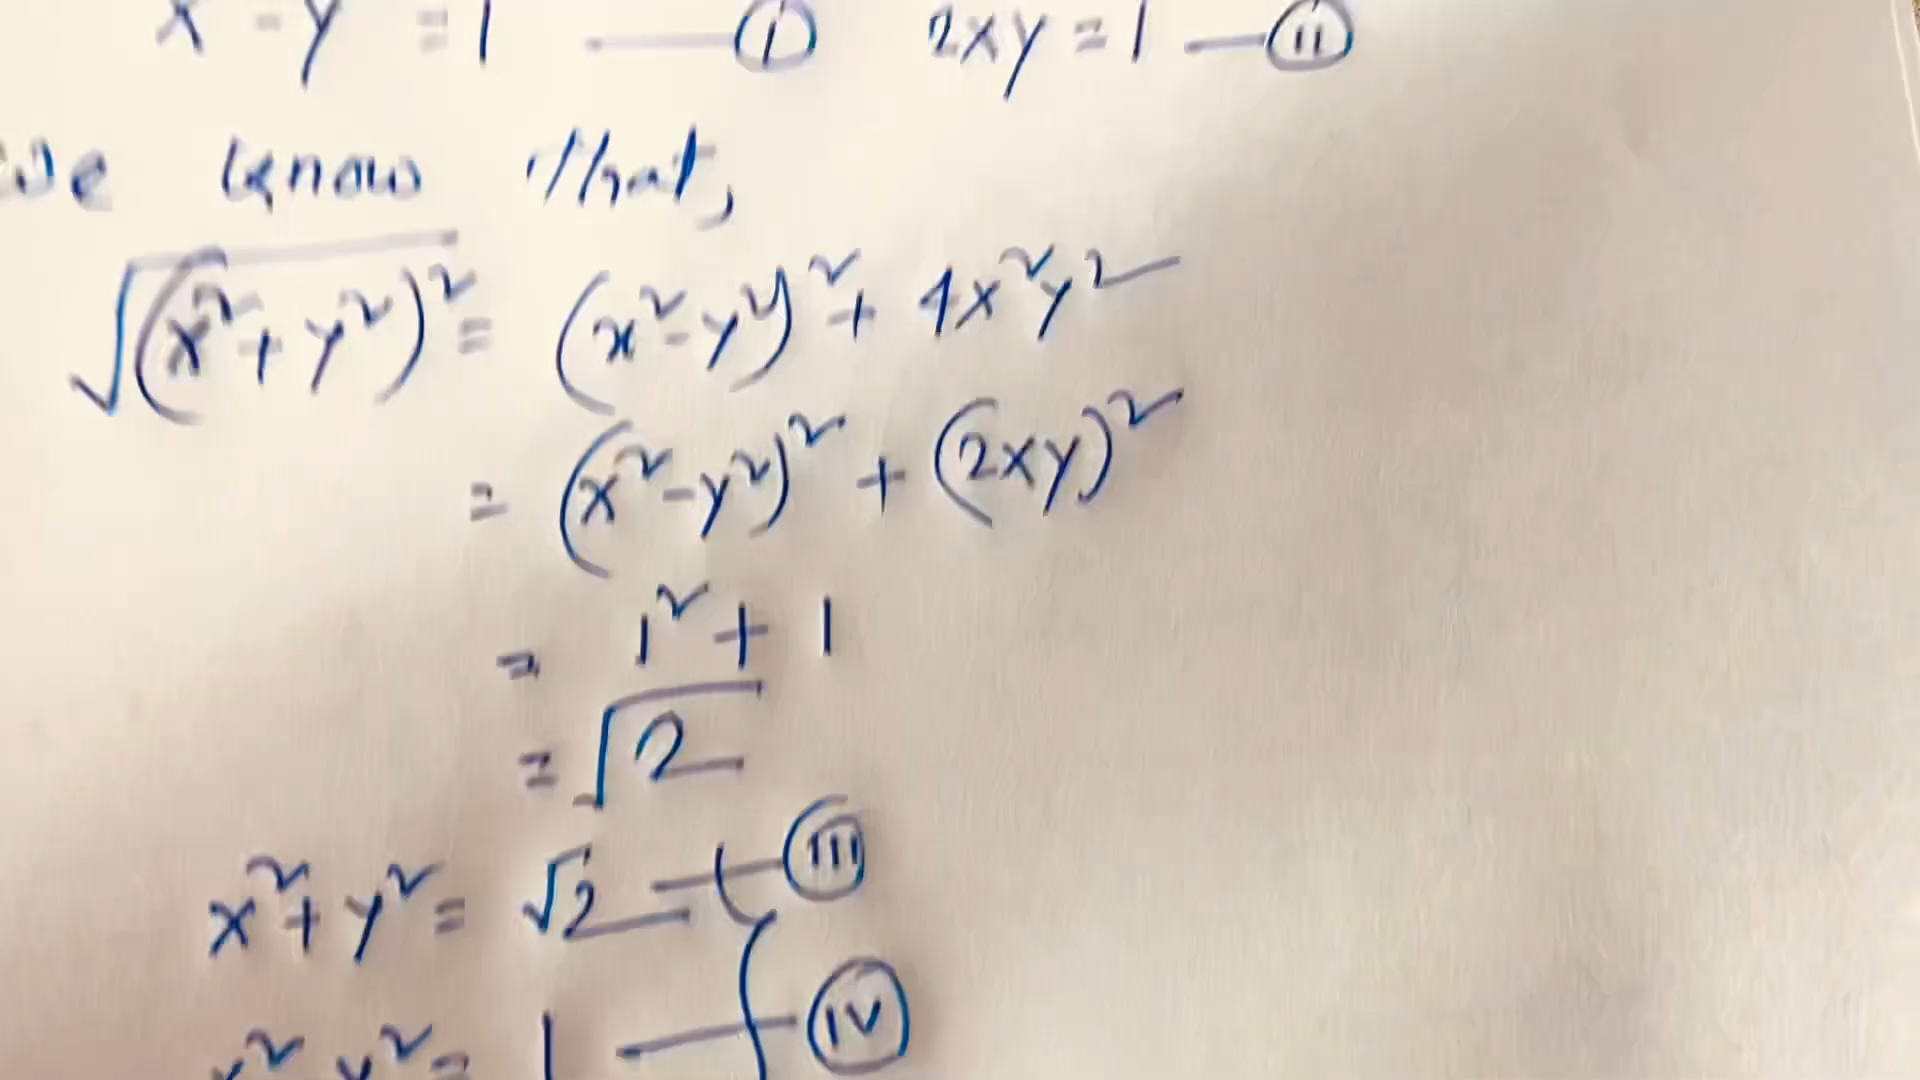 x - y = 1 — (i) 2xy = 1 — (ii)
we know that,
√(x²+y²)² = (x²-y²)² + 4x²y²
= (x²-y²)² + (2xy)²
= 1² + 1
= √2
x²+y² = √2 — (iii)
x² y² = 1 — (iv)